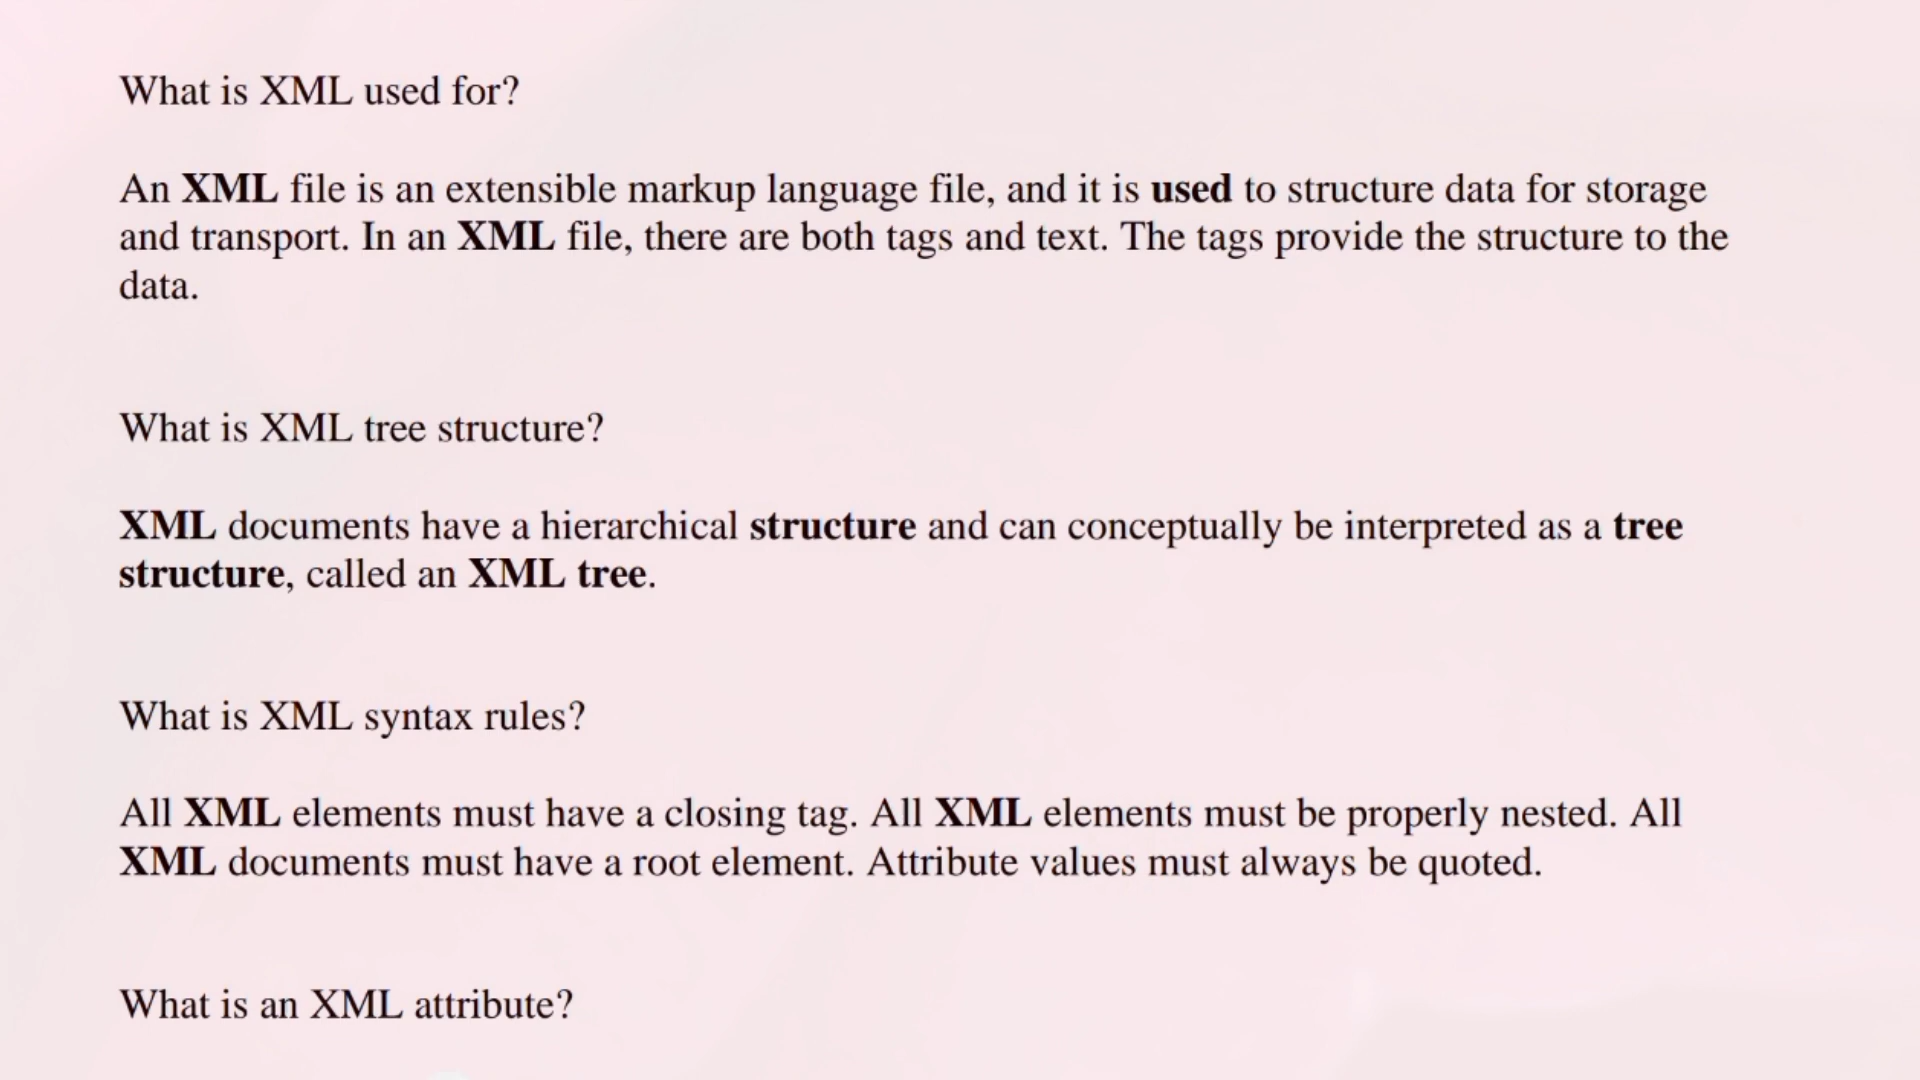 What is XML used for?
An XML file is an extensible markup language file, and it is used to structure data for storage
and transport. In an XML file, there are both tags and text. The tags provide the structure to the
data.
What is XML tree structure?
XML documents have a hierarchical structure and can conceptually be interpreted as a tree
structure, called an XML tree.
What is XML syntax rules?
All XML elements must have a closing tag. All XML elements must be properly nested. All
XML documents must have a root element. Attribute values must always be quoted.
What is an XML attribute?